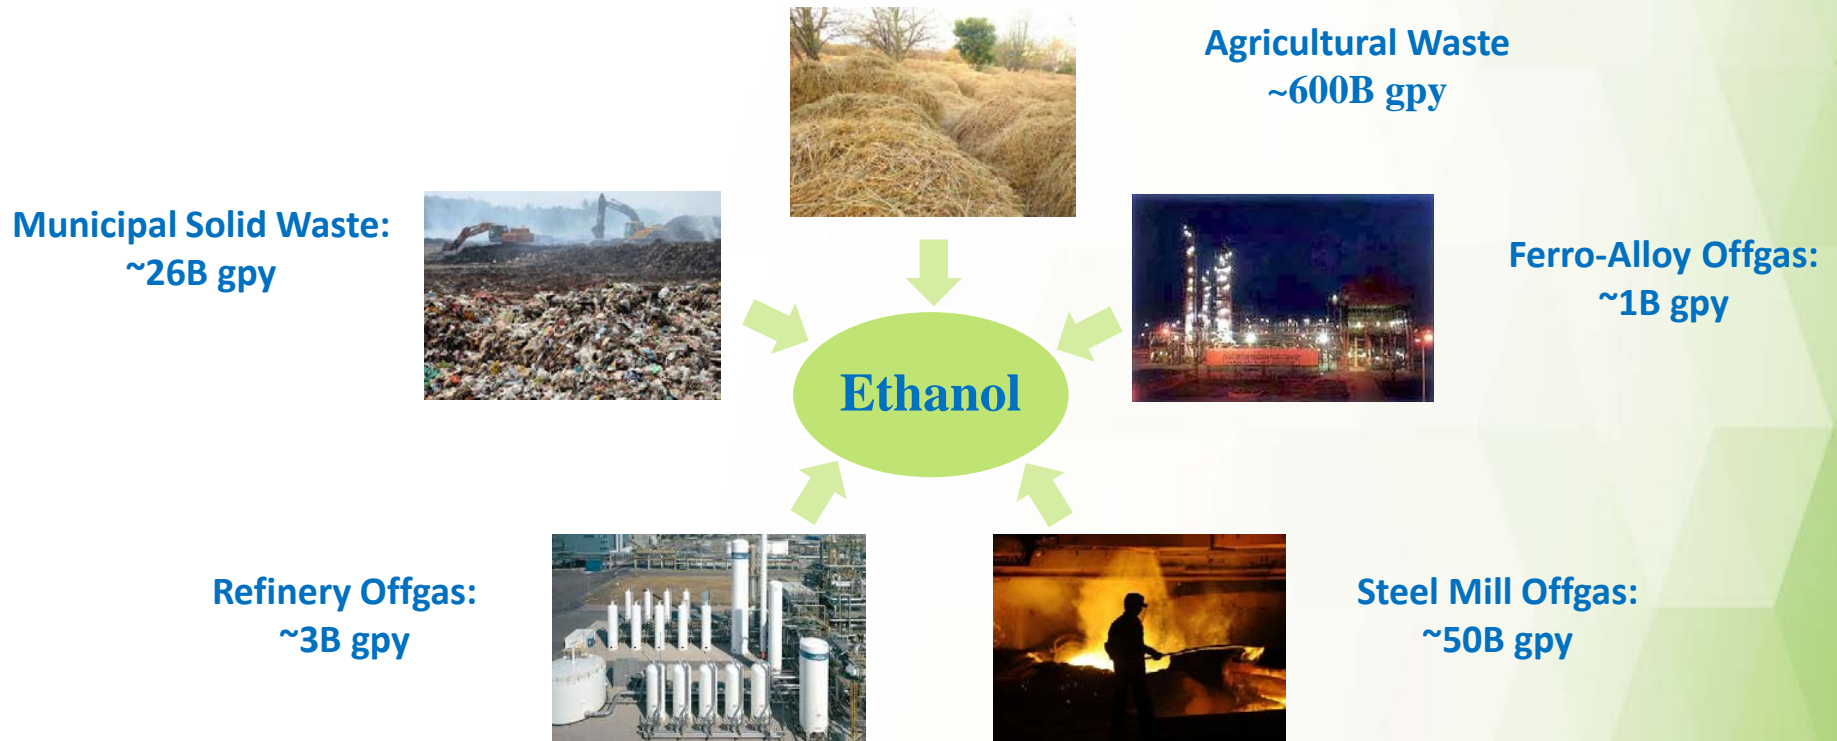 Agricultural Waste
~600B gpy
Municipal Solid Waste:
~26B gpy
Ferro-Alloy Offgas:
~1B gpy
Ethanol
Refinery Offgas:
~3B gpy
Steel Mill Offgas:
~50B gpy